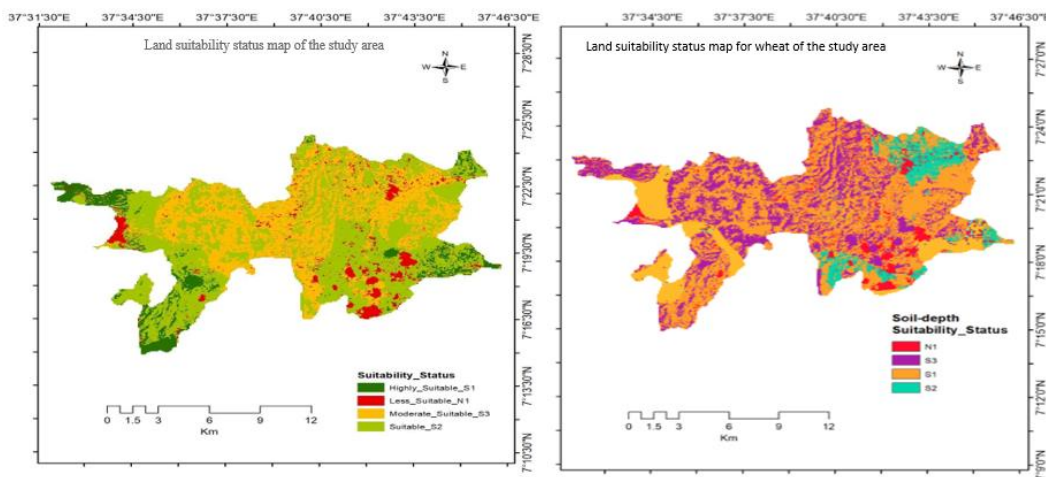 37°31'30"E 37°34'30"E 37°37'30"E 37°40'30"E 37°43'30"E 37°46'30"E
Land suitability status map of the study area
N
W E
S
7°28'30"N
7°25'30"N
7°22'30"N
7°19'30"N
7°16'30"N
7°13'30"N
7°10'30"N
Suitability_Status
Highly_Suitable_S1
Less_Suitable_N1
Moderate_Suitable_S3
Suitable_S2
0 1.5 3 6 9 12
Km
37°34'30"E 37°37'30"E 37°40'30"E 37°43'30"E 37°46'30"E
Land suitability status map for wheat of the study area
N
W E
S
7°27'0"N
7°24'0"N
7°21'0"N
7°18'0"N
7°15'0"N
7°12'0"N
7°9'0"N
Soil-depth
Suitability_Status
N1
S3
S1
S2
0 1.5 3 6 9 12
Km